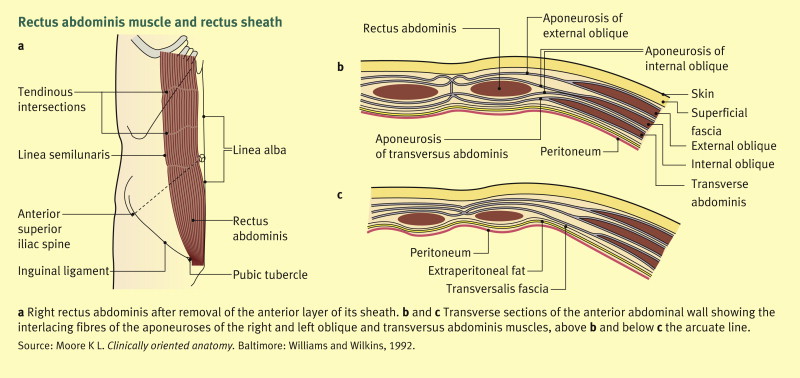 Rectus abdominis muscle and rectus sheath
a
Tendinous
intersections
Linea semilunaris
Linea alba
Anterior
superior
iliac spine
Rectus
abdominis
Inguinal ligament
Pubic tubercle
b
Rectus abdominis
Aponeurosis of
external oblique
Aponeurosis of
internal oblique
Skin
Superficial
fascia
External oblique
Internal oblique
Transverse
abdominis
Aponeurosis
of transversus abdominis
Peritoneum
c
Peritoneum
Extraperitoneal fat
Transversalis fascia
a Right rectus abdominis after removal of the anterior layer of its sheath. b and c Transverse sections of the anterior abdominal wall showing the
interlacing fibres of the aponeuroses of the right and left oblique and transversus abdominis muscles, above b and below c the arcuate line.
Source: Moore K L. Clinically oriented anatomy. Baltimore: Williams and Wilkins, 1992.